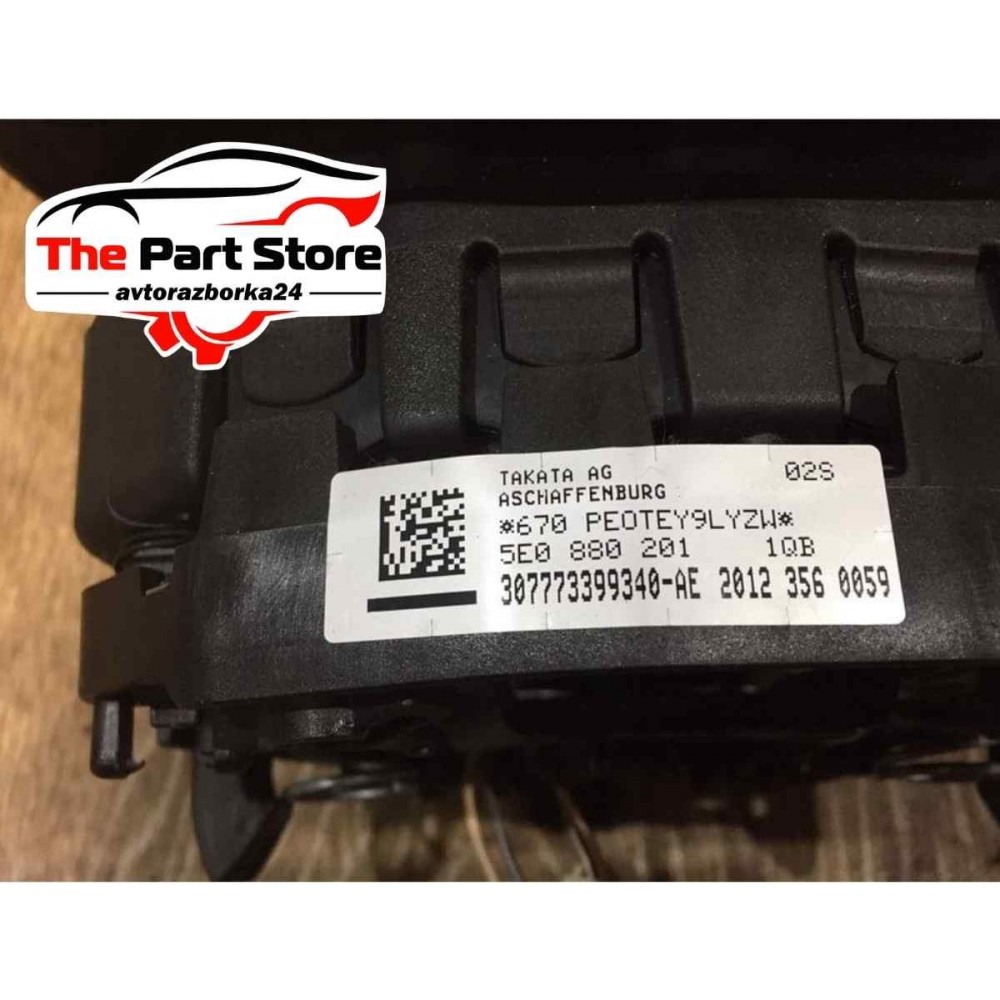 The Part Store
avtorazborka24
TAKATA AG 02S
ASCHAFFENBURG
*670 PEOTEY9LYZW*
5E0 880 201 1QB
307773399340-AE 2012 356 0059